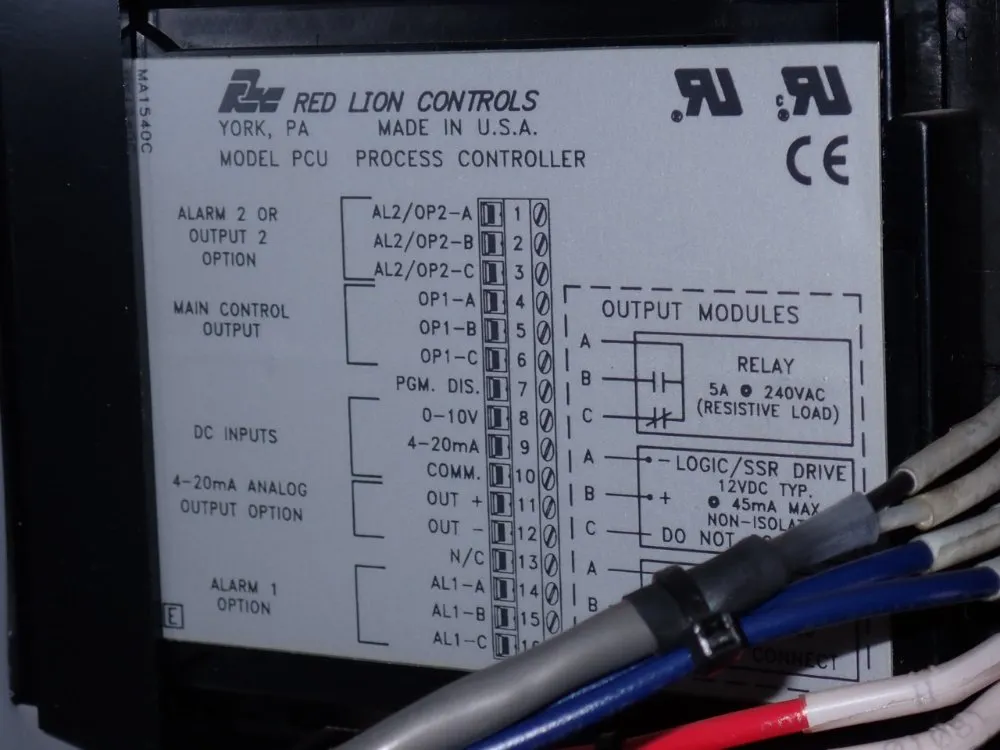 MA1540C
RLC RED LION CONTROLS
YORK, PA MADE IN U.S.A.
MODEL PCU PROCESS CONTROLLER
ALARM 2 OR
OUTPUT 2
OPTION
AL2/OP2-A 1
AL2/OP2-B 2
AL2/OP2-C 3
MAIN CONTROL
OUTPUT
OP1-A 4
OP1-B 5
OP1-C 6
PGM. DIS. 7
DC INPUTS
0-10V 8
4-20mA 9
COMM. 10
4-20mA ANALOG
OUTPUT OPTION
OUT + 11
OUT - 12
N/C 13
ALARM 1
OPTION
AL1-A 14
AL1-B 15
AL1-C
E
RU
c RU
CE
OUTPUT MODULES
A
B
C
RELAY
5A @ 240VAC
(RESISTIVE LOAD)
A - LOGIC/SSR DRIVE
12VDC TYP.
B +
@ 45mA MAX
C DO NOT
A
B
CONNECT